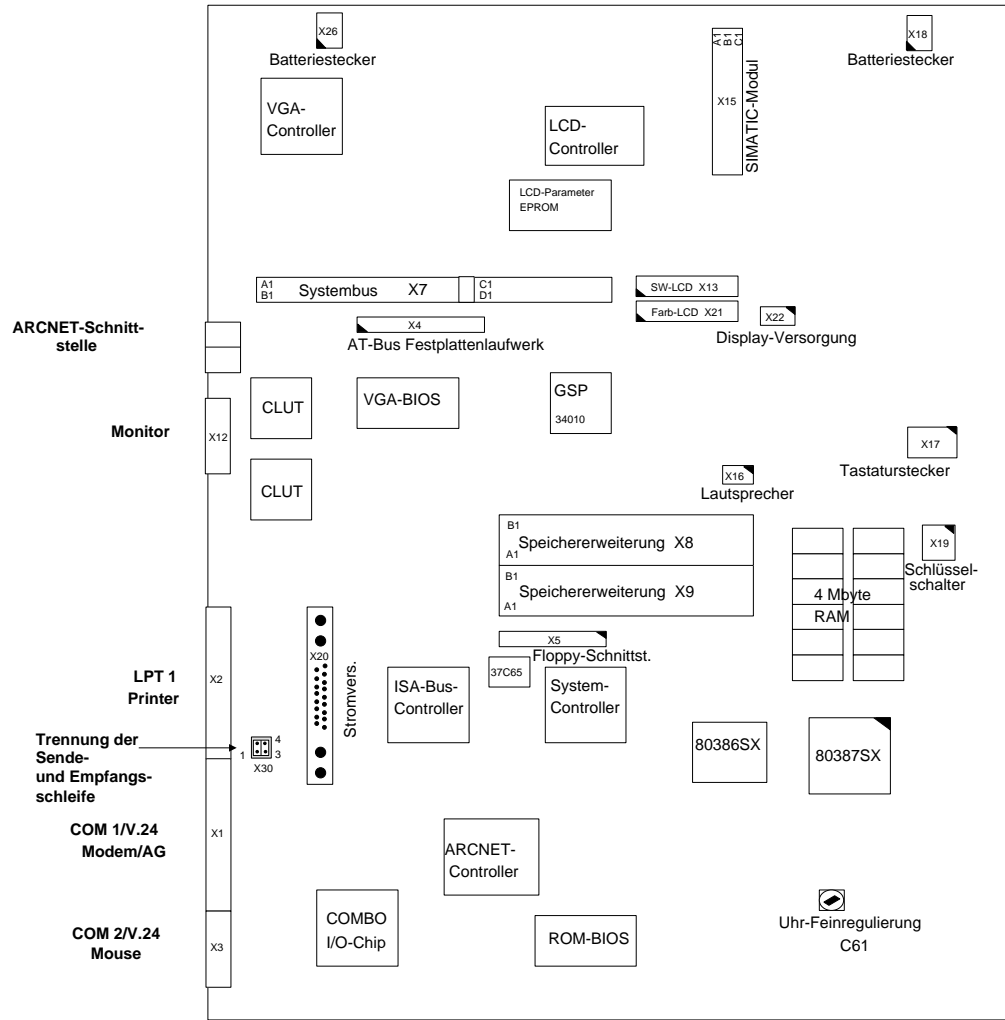 X26
Batteriestecker
X18
Batteriestecker
A1
B1
C1
X15
SIMATIC-Modul
VGA-
Controller
LCD-
Controller
LCD-Parameter
EPROM
A1
B1
Systembus X7
C1
D1
SW-LCD X13
Farb-LCD X21
X22
Display-Versorgung
X4
AT-Bus Festplattenlaufwerk
ARCNET-Schnitt-
stelle
CLUT
VGA-BIOS
GSP
34010
Monitor
X12
X17
Tastaturstecker
CLUT
X16
Lautsprecher
B1
A1
Speichererweiterung X8
B1
A1
Speichererweiterung X9
X19
Schlüssel-
schalter
4 Mbyte
RAM
X5
Floppy-Schnittst.
LPT 1
Printer
X2
X20
Stromvers.
ISA-Bus-
Controller
37C65
System-
Controller
Trennung der
Sende-
und Empfangs-
schleife
1
4
3
X30
80386SX
80387SX
COM 1/V.24
Modem/AG
X1
ARCNET-
Controller
COM 2/V.24
Mouse
X3
COMBO
I/O-Chip
ROM-BIOS
Uhr-Feinregulierung
C61